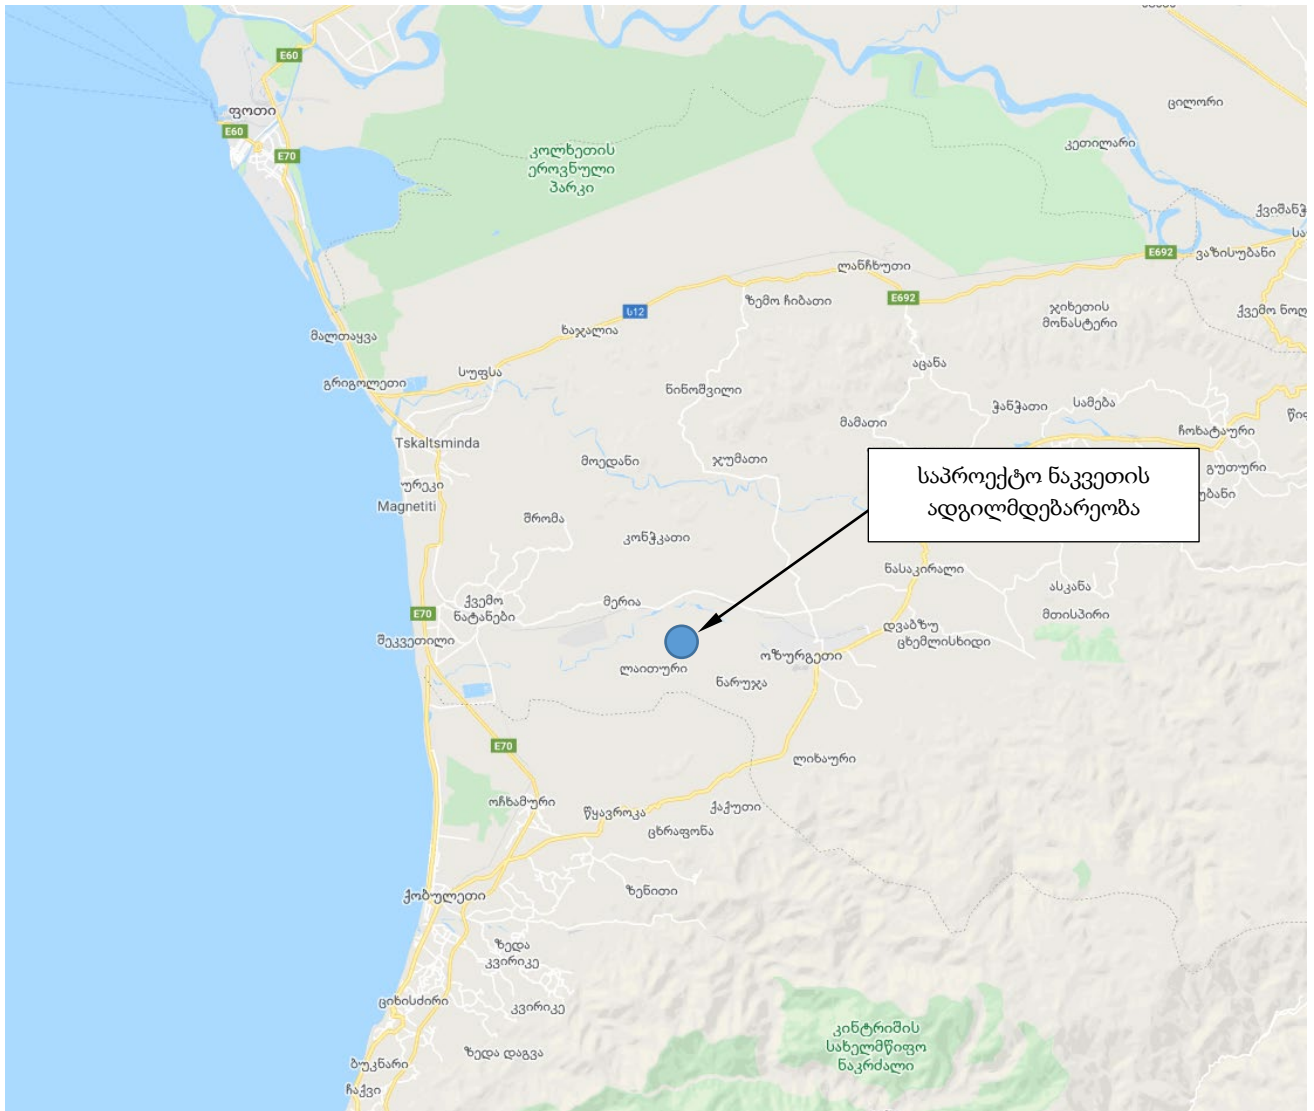 E60
ფოთი
E60
ცილორი
კეთილარი
E70
კოლხეთის
ეროვნული
პარკი
E692
ვაზისუბანი
ლანჩხუთი
E692
ზემო ჩიბათი
ს12
ხაჯალია
ჯიხეთის
მონასტერი
მალთაყვა
აცანა
სუფსა
გრიგოლეთი
ნინოშვილი
ჭანჭათი
სამება
მამათი
ჩოხატაური
Tskaltsminda
მოედანი
ჯუმათი
გუთური
საპროექტო ნაკვეთის
ადგილმდებარეობა
ურეკი
Magnetiti
შრომა
კონჭკათი
ნასაკირალი
ასკანა
ქვემო
ნატანები
მერია
E70
მთისპირი
დვაბზუ
ცხემლისხიდი
შეკვეთილი
ოზურგეთი
ლაითური
ნარუჯა
E70
ლიხაური
ოჩხამური
წყავროკა
ქაქუთი
ცხრაფონა
ზენითი
ქობულეთი
ზედა
კვირიკე
ციხისძირი
კვირიკე
კინტრიშის
სახელმწიფო
ნაკრძალი
ზედა დაგვა
ბუკნარი
ჩაქვი